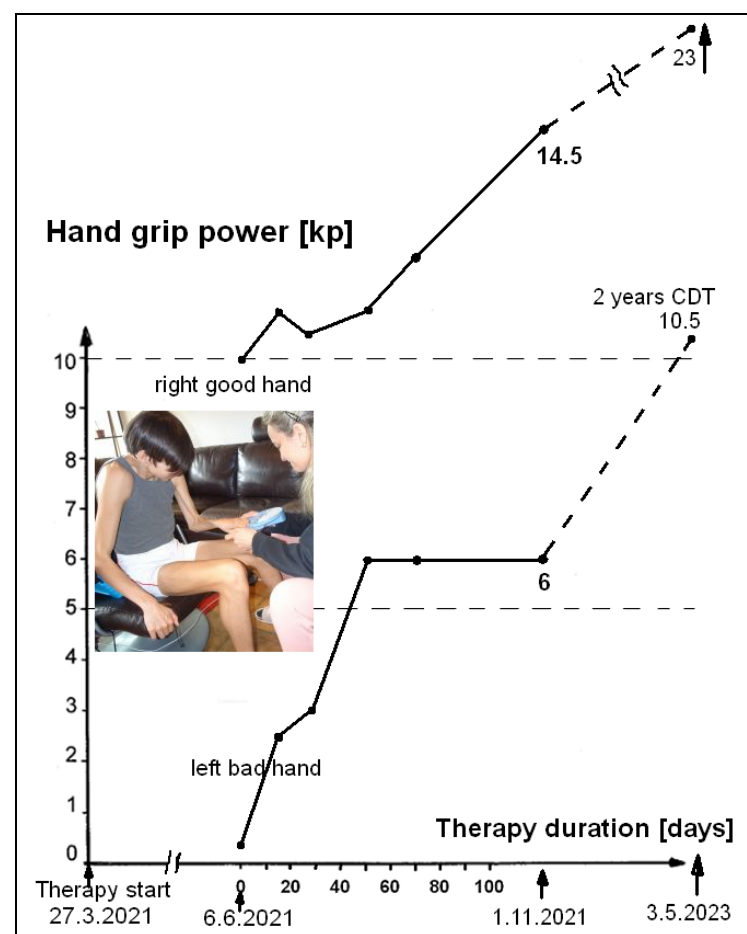 23
14.5
Hand grip power [kp]
2 years CDT
10.5
10
right good hand
9
8
7
6
6
5
4
3
2
left bad hand
1
Therapy duration [days]
0
0 20 40 60 80 100
Therapy start
27.3.2021 6.6.2021 1.11.2021 3.5.2023